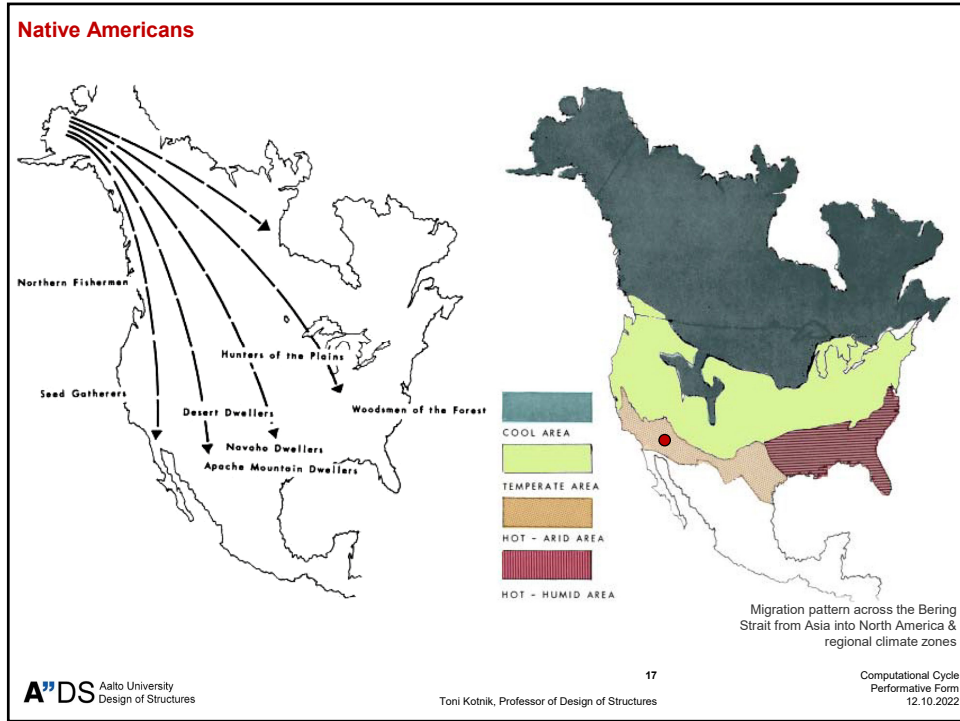 Native Americans
Northern Fishermen
Hunters of the Plains
Seed Gatherers
Desert Dwellers
Woodsmen of the Forest
Navaho Dwellers
Apache Mountain Dwellers
COOL AREA
TEMPERATE AREA
HOT - ARID AREA
HOT - HUMID AREA
Migration pattern across the Bering
Strait from Asia into North America &
regional climate zones
A”DS Aalto University
Design of Structures
17
Toni Kotnik, Professor of Design of Structures
Computational Cycle
Performative Form
12.10.2022